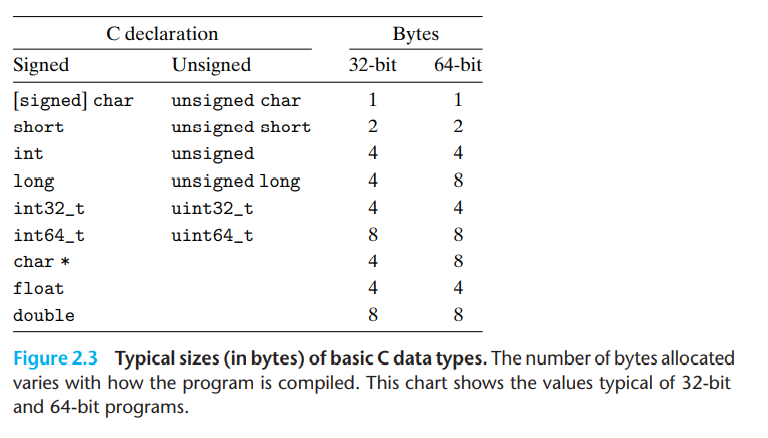 C declaration Bytes
Signed Unsigned 32-bit 64-bit
[signed] char unsigned char 1 1
short unsigned short 2 2
int unsigned 4 4
long unsigned long 4 8
int32_t uint32_t 4 4
int64_t uint64_t 8 8
char * 4 8
float 4 4
double 8 8
Figure 2.3 Typical sizes (in bytes) of basic C data types. The number of bytes allocated
varies with how the program is compiled. This chart shows the values typical of 32-bit
and 64-bit programs.